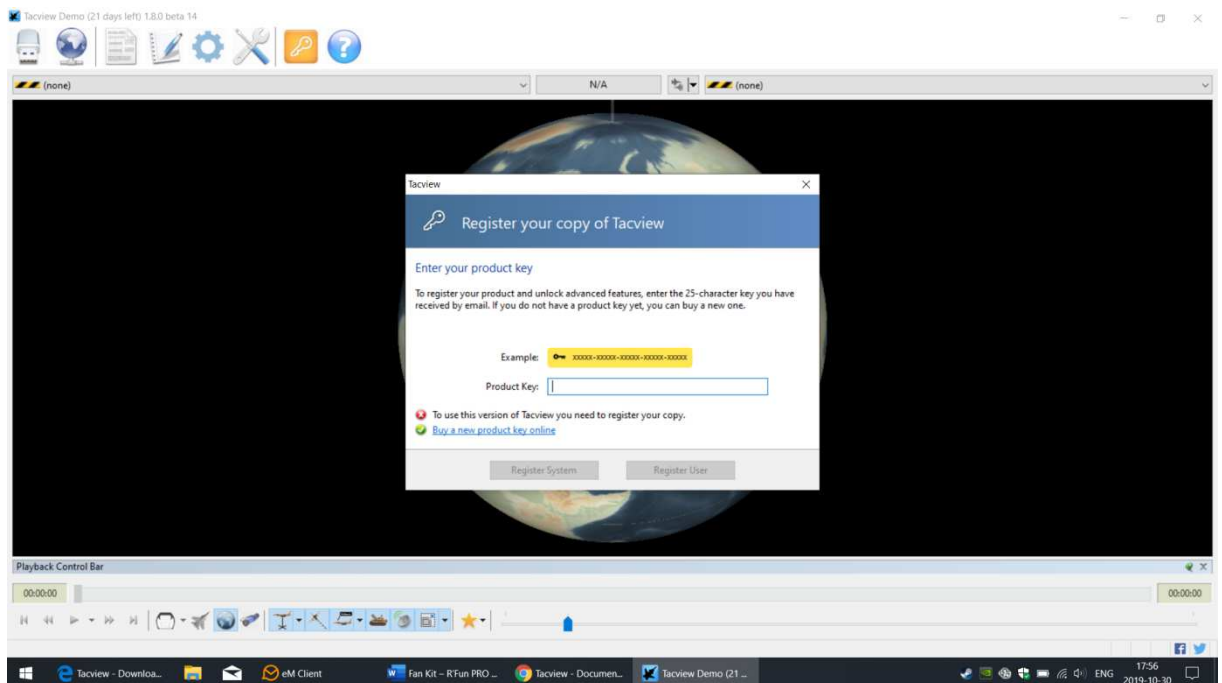 Tacview Demo (21 days left) 1.8.0 beta 14
(none)
N/A
(none)
Tacview
Register your copy of Tacview
Enter your product key
To register your product and unlock advanced features, enter the 25-character key you have
received by email. If you do not have a product key yet, you can buy a new one.
Example:
xxxxx-xxxxx-xxxxx-xxxxx-xxxxx
Product Key:
To use this version of Tacview you need to register your copy.
Buy a new product key online
Register System
Register User
Playback Control Bar
00:00:00
00:00:00
Tacview - Downloa...
eM Client
Fan Kit – R'Fun PRO ...
Tacview - Documen...
Tacview Demo (21 ...
ENG
17:56
2019-10-30